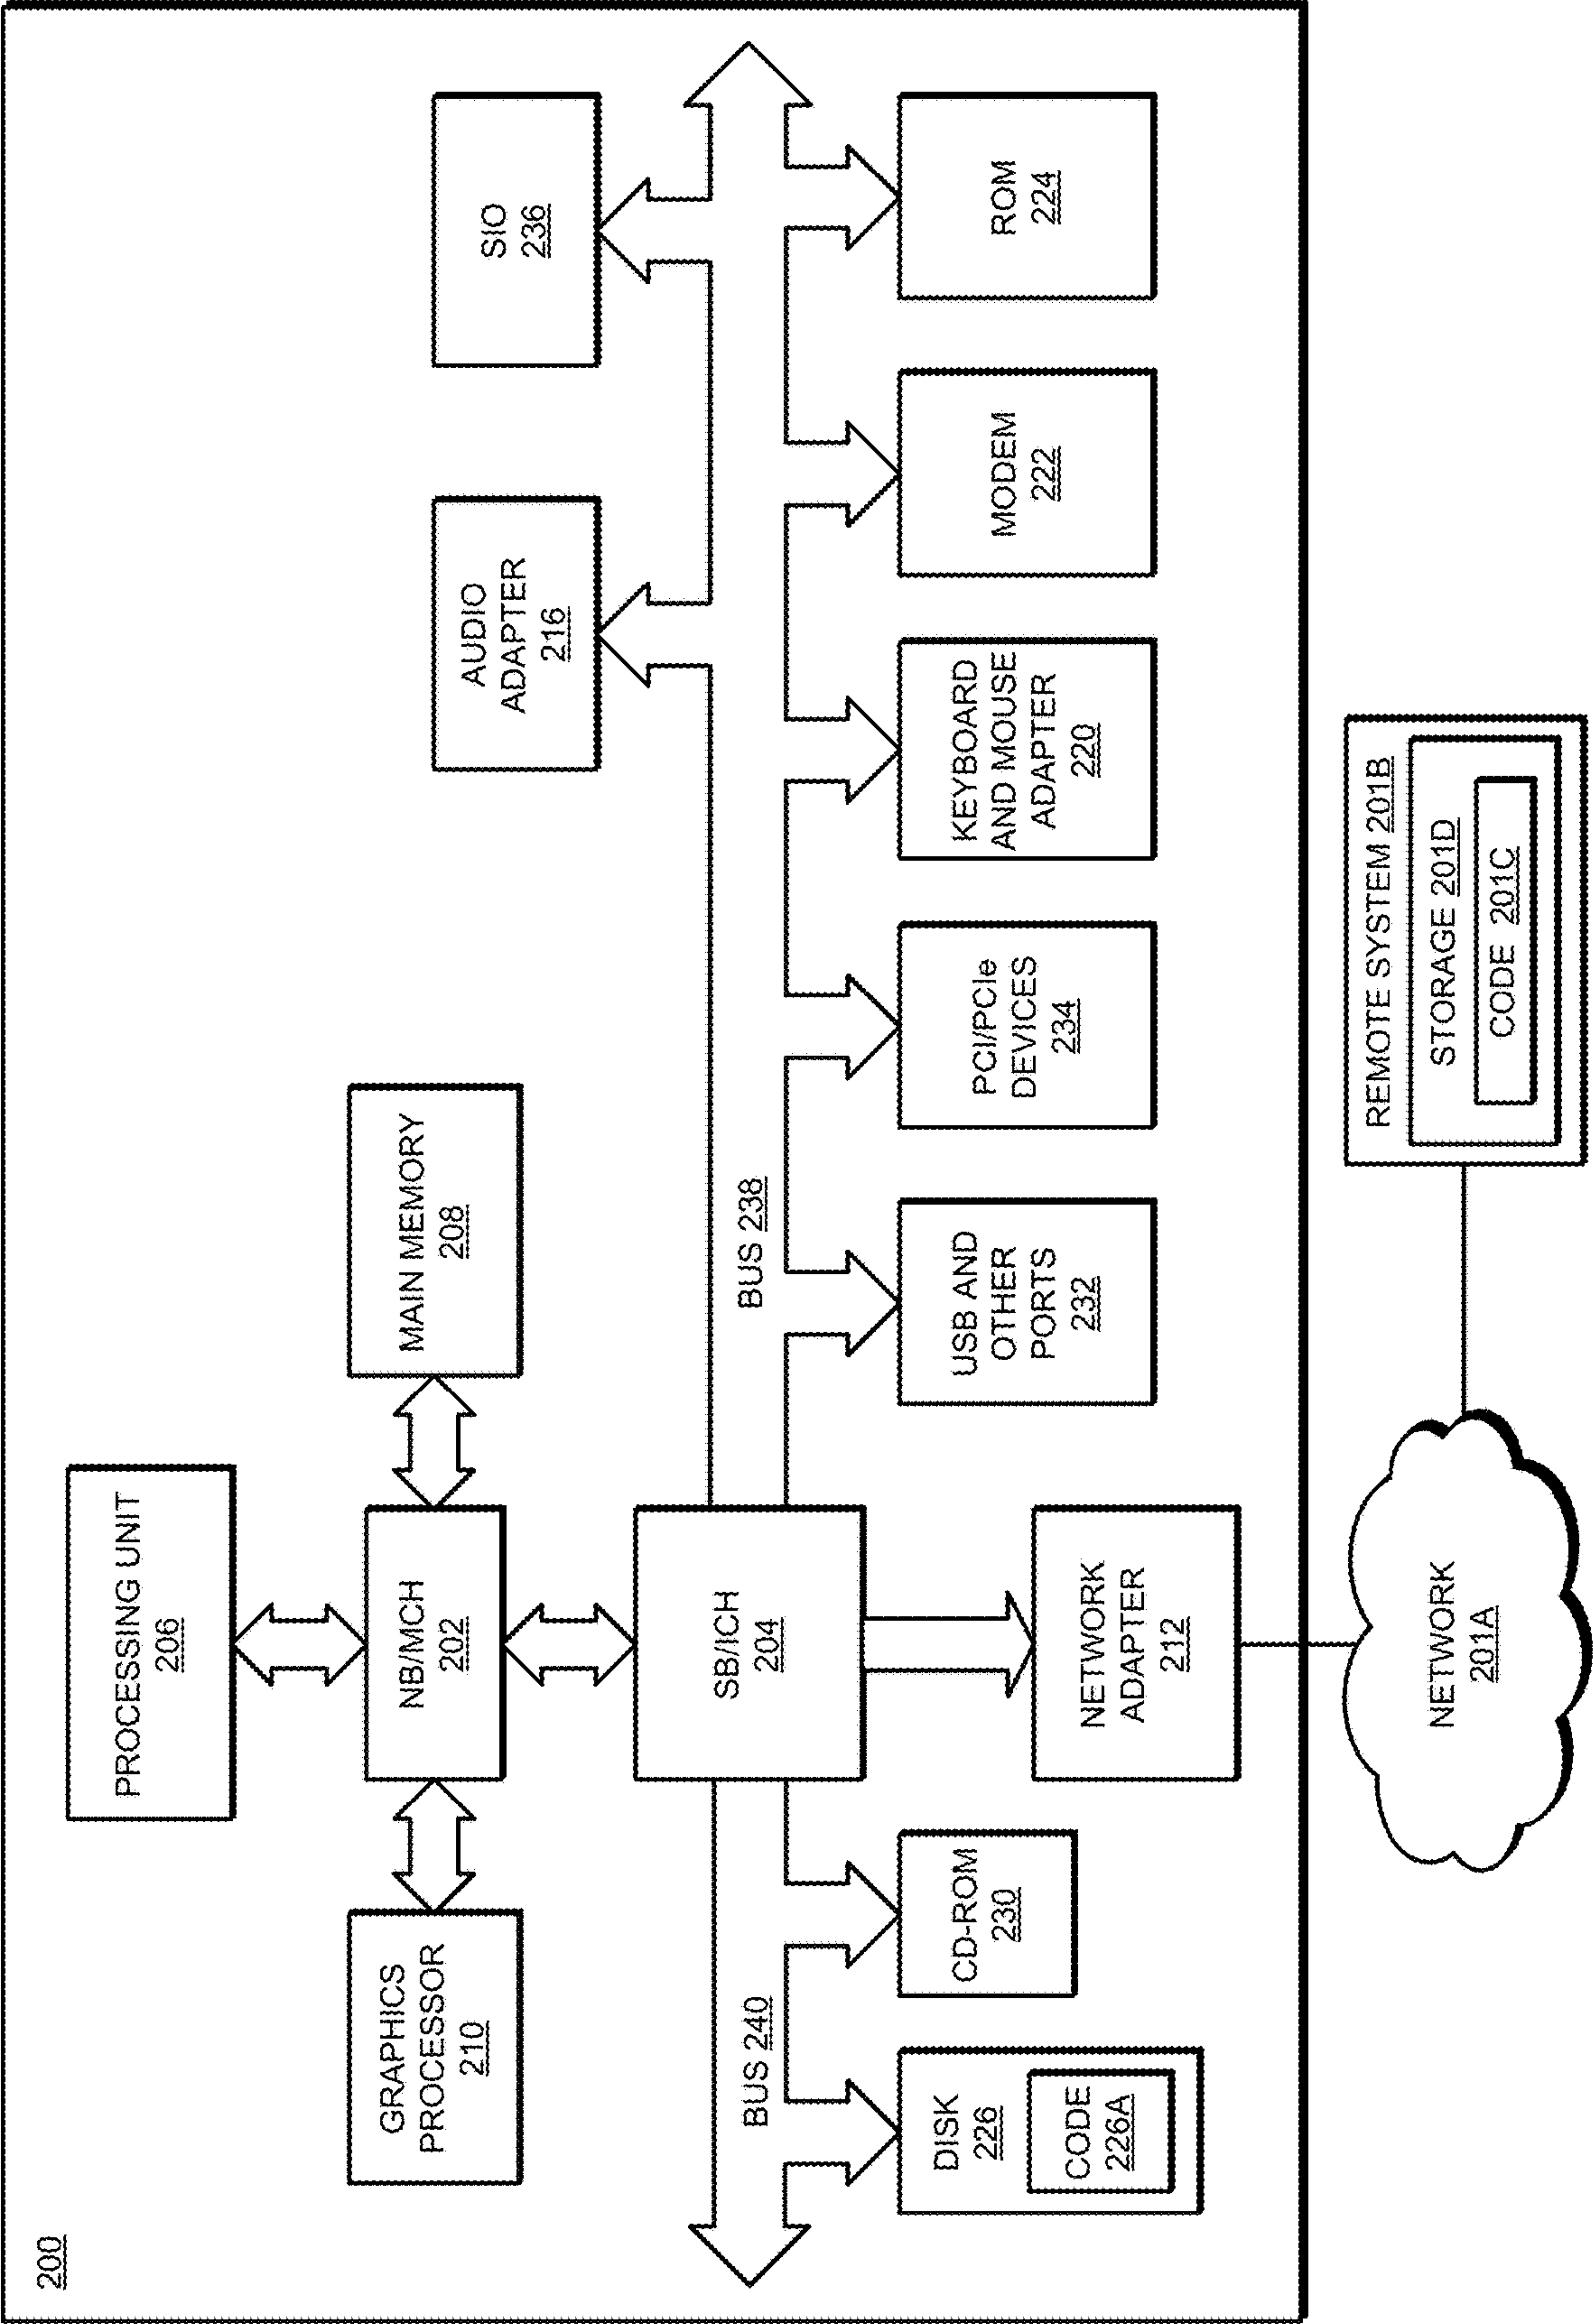 200
PROCESSING UNIT
206
GRAPHICS
PROCESSOR
210
NB/MCH
202
MAIN MEMORY
208
AUDIO
ADAPTER
216
SIO
236
SB/ICH
204
BUS 240
BUS 238
DISK
226
CODE
226A
CD-ROM
230
NETWORK
ADAPTER
212
USB AND
OTHER
PORTS
232
PCI/PCIe
DEVICES
234
KEYBOARD
AND MOUSE
ADAPTER
220
MODEM
222
ROM
224
NETWORK
201A
REMOTE SYSTEM 201B
STORAGE 201D
CODE 201C